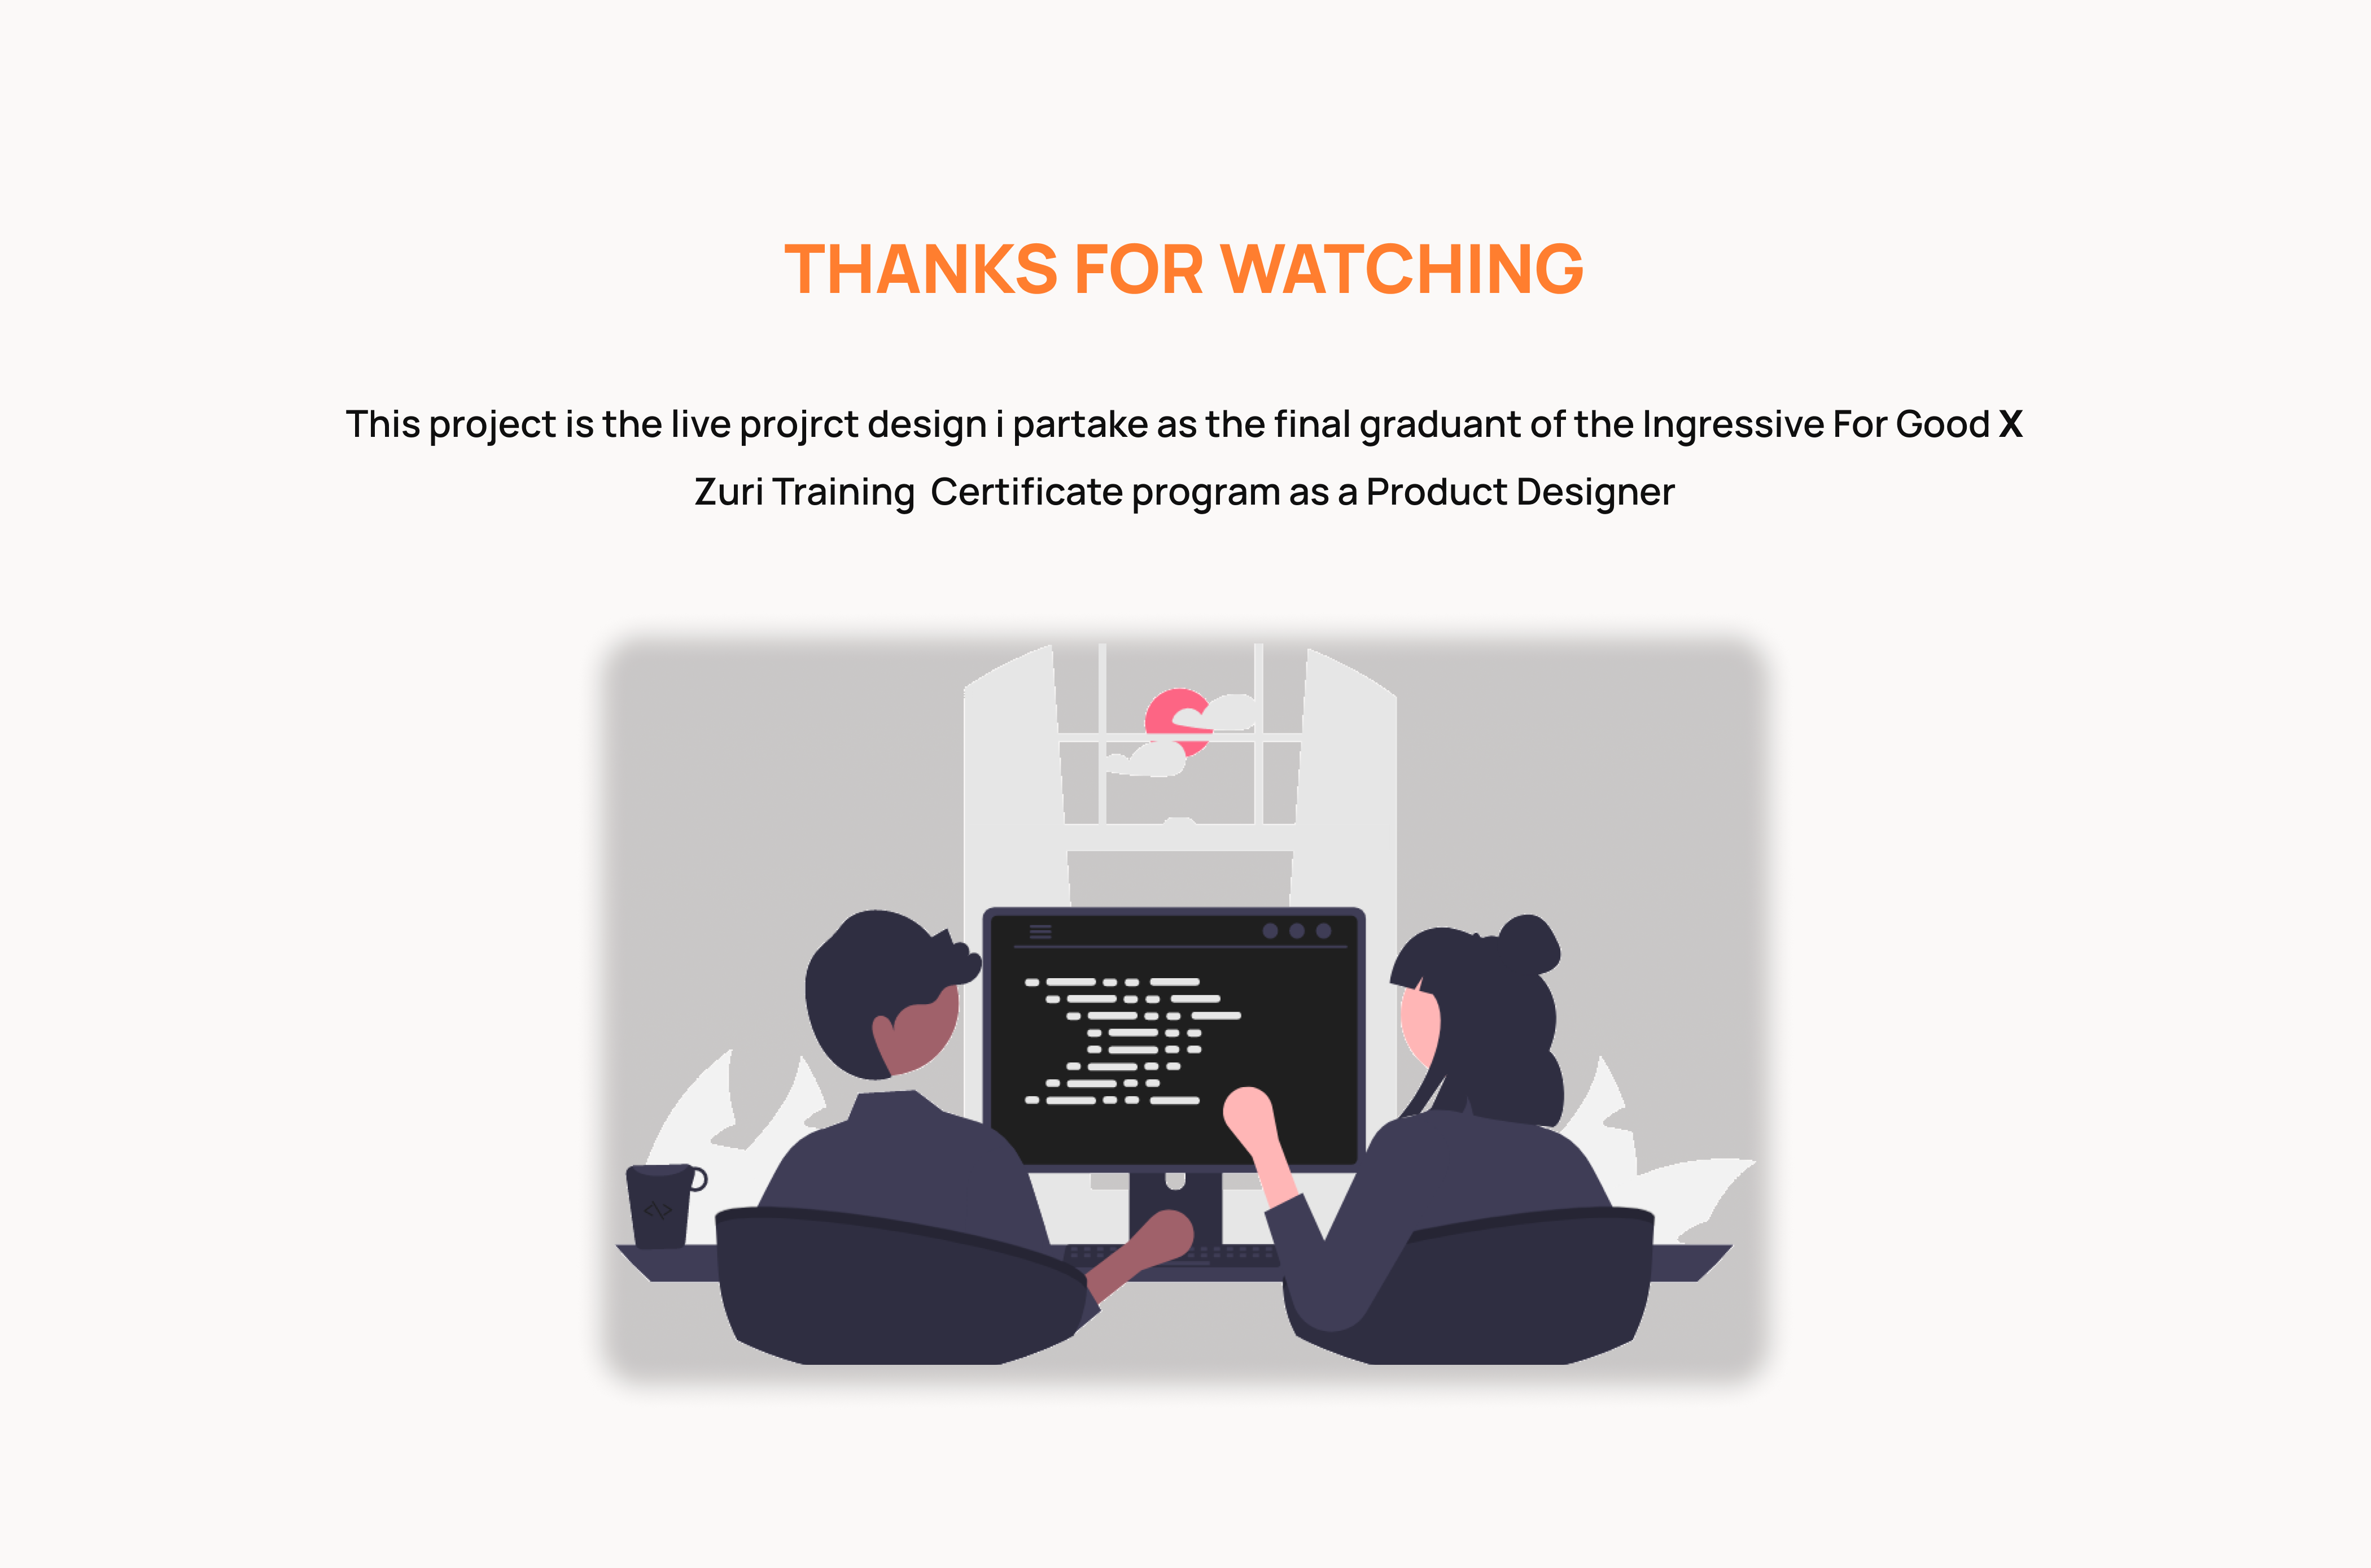 THANKS FOR WATCHING
This project is the live projrct design i partake as the final graduant of the Ingressive For Good X
Zuri Training  Certificate program as a Product Designer
</>